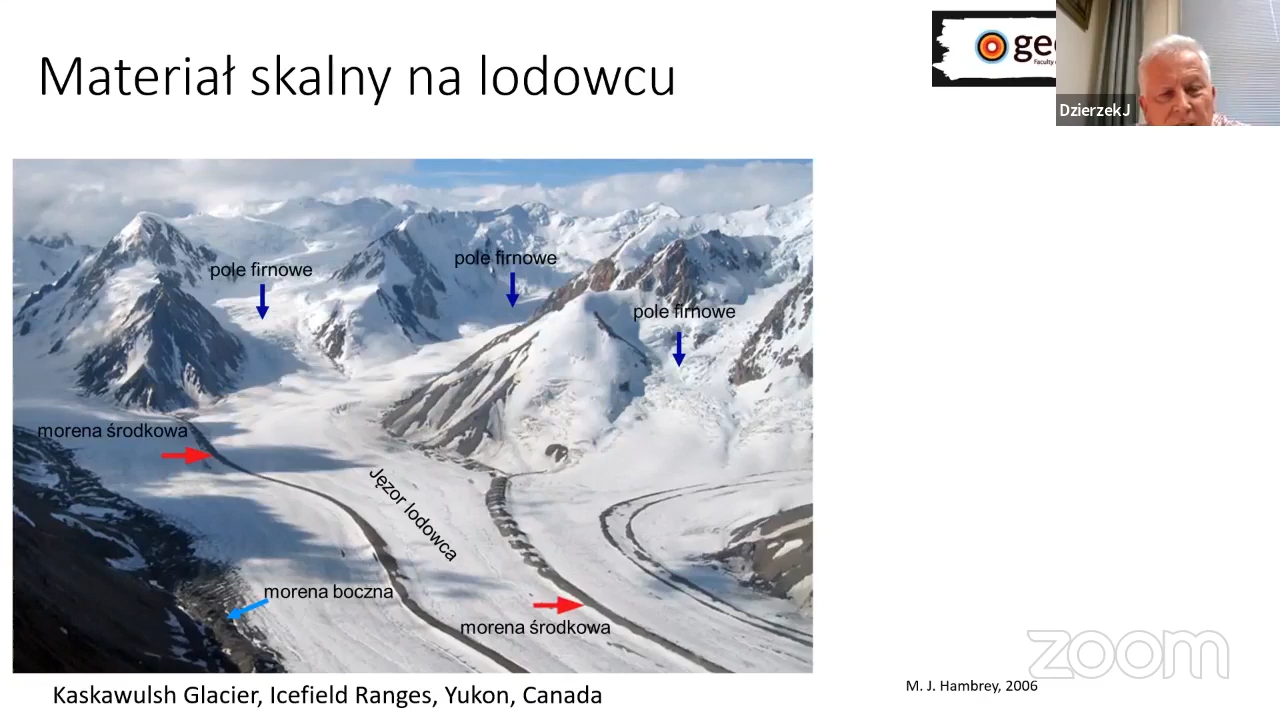 Materiał skalny na lodowcu
Faculty
DzierzekJ
pole firnowe
pole firnowe
pole firnowe
morena środkowa
Jęzor lodowca
morena boczna
morena środkowa
zoom
Kaskawulsh Glacier, Icefield Ranges, Yukon, Canada
M. J. Hambrey, 2006